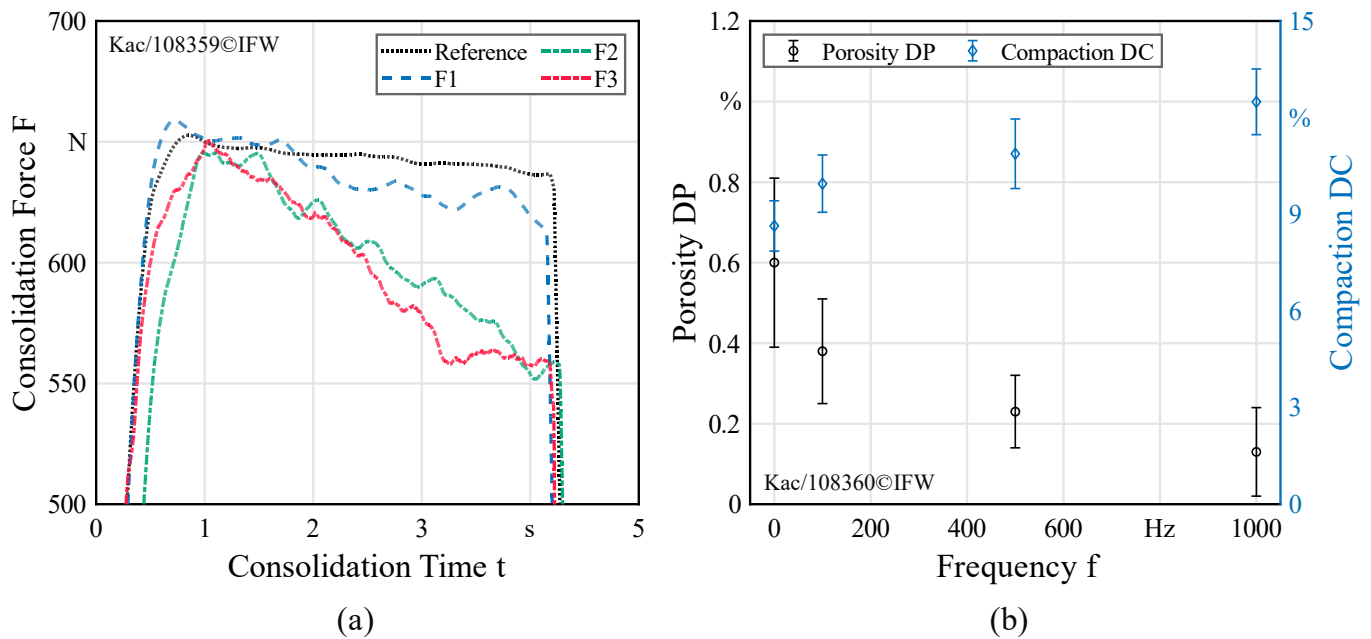 700
N
600
550
500
Consolidation Force F
Kac/108359©IFW
Reference
F1
F2
F3
0
1
2
3
s
5
Consolidation Time t
(a)
1.2
%
0.8
0.6
0.4
0.2
0
Porosity DP
Porosity DP
Compaction DC
Kac/108360©IFW
15
%
9
6
3
0
Compaction DC
0
200
400
600
Hz
1000
Frequency f
(b)